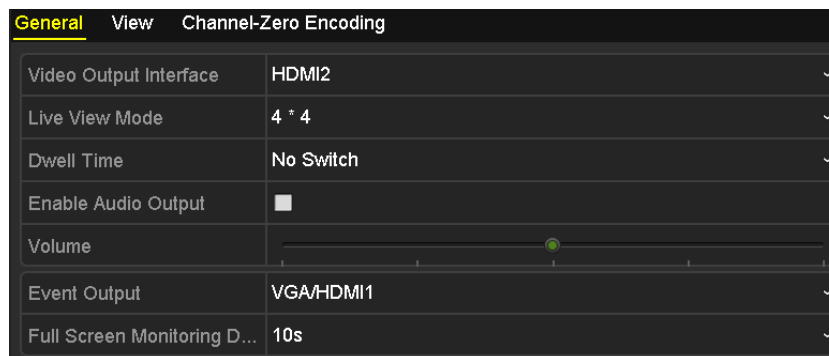 General View Channel-Zero Encoding
Video Output Interface HDMI2
Live View Mode 4 * 4
Dwell Time No Switch
Enable Audio Output
Volume
Event Output VGA/HDMI1
Full Screen Monitoring D... 10s